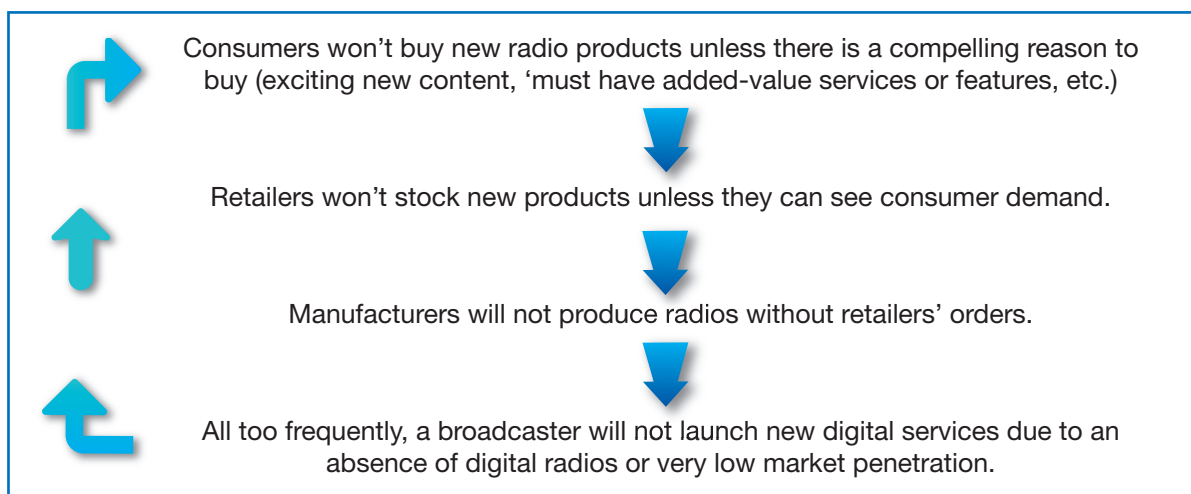 Consumers won’t buy new radio products unless there is a compelling reason to
buy (exciting new content, ‘must have added-value services or features, etc.)
Retailers won’t stock new products unless they can see consumer demand.
Manufacturers will not produce radios without retailers’ orders.
All too frequently, a broadcaster will not launch new digital services due to an
absence of digital radios or very low market penetration.